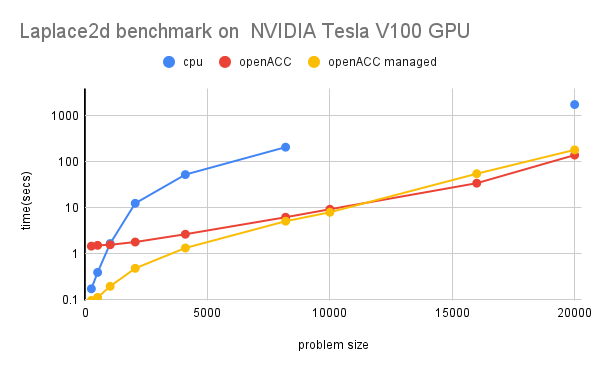 Laplace2d benchmark on  NVIDIA Tesla V100 GPU
cpu openACC openACC managed
time(secs)
1000
100
10
1
0.1
0 5000 10000 15000 20000
problem size